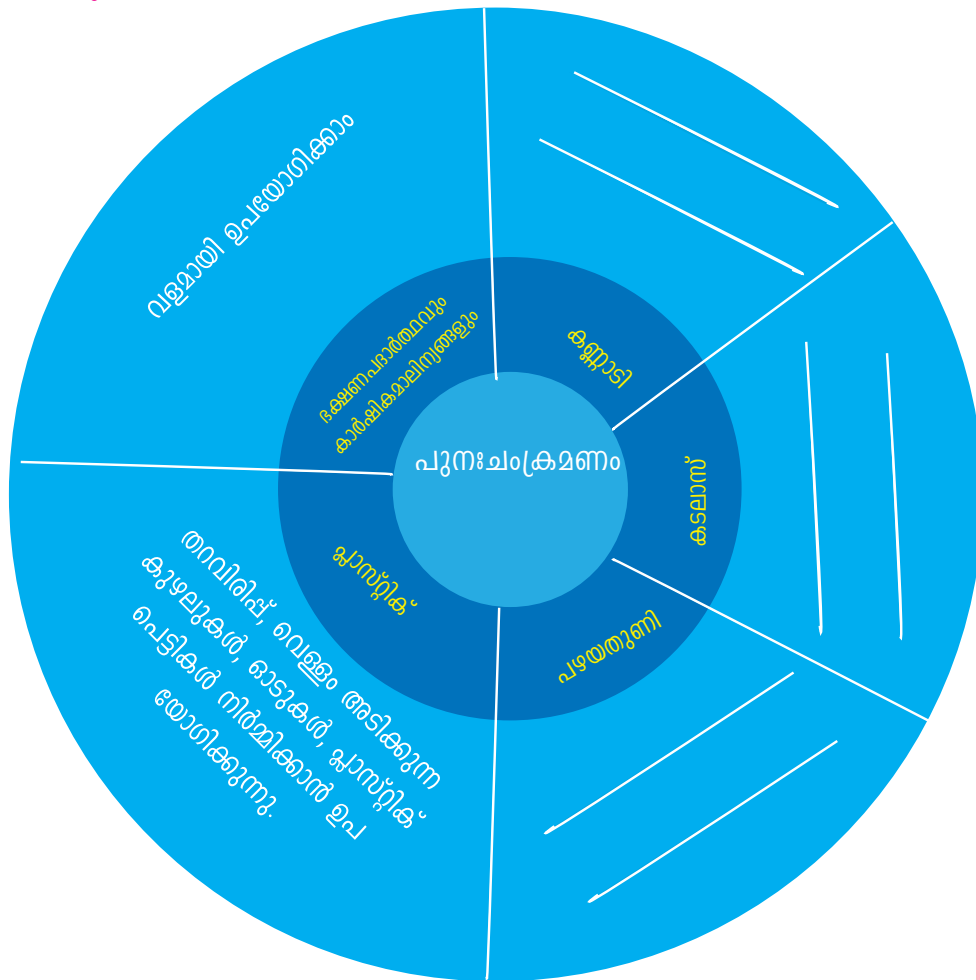 വളമായി ഉപയോഗിക്കാം
ഭക്ഷണപദാർത്ഥവും
കാർഷികമാലിന്യങ്ങളും
കണ്ണാടി
പുനഃചംക്രമണം
കടലാസ്
പ്ലാസ്റ്റിക്
പഴയതുണി
തറവിരിപ്പ്, വെള്ളം അടിക്കുന്ന
കുഴലുകൾ, ഓടുകൾ, പ്ലാസ്റ്റിക്
പെട്ടികൾ നിർമ്മിക്കാൻ ഉപ
യോഗിക്കുന്നു.